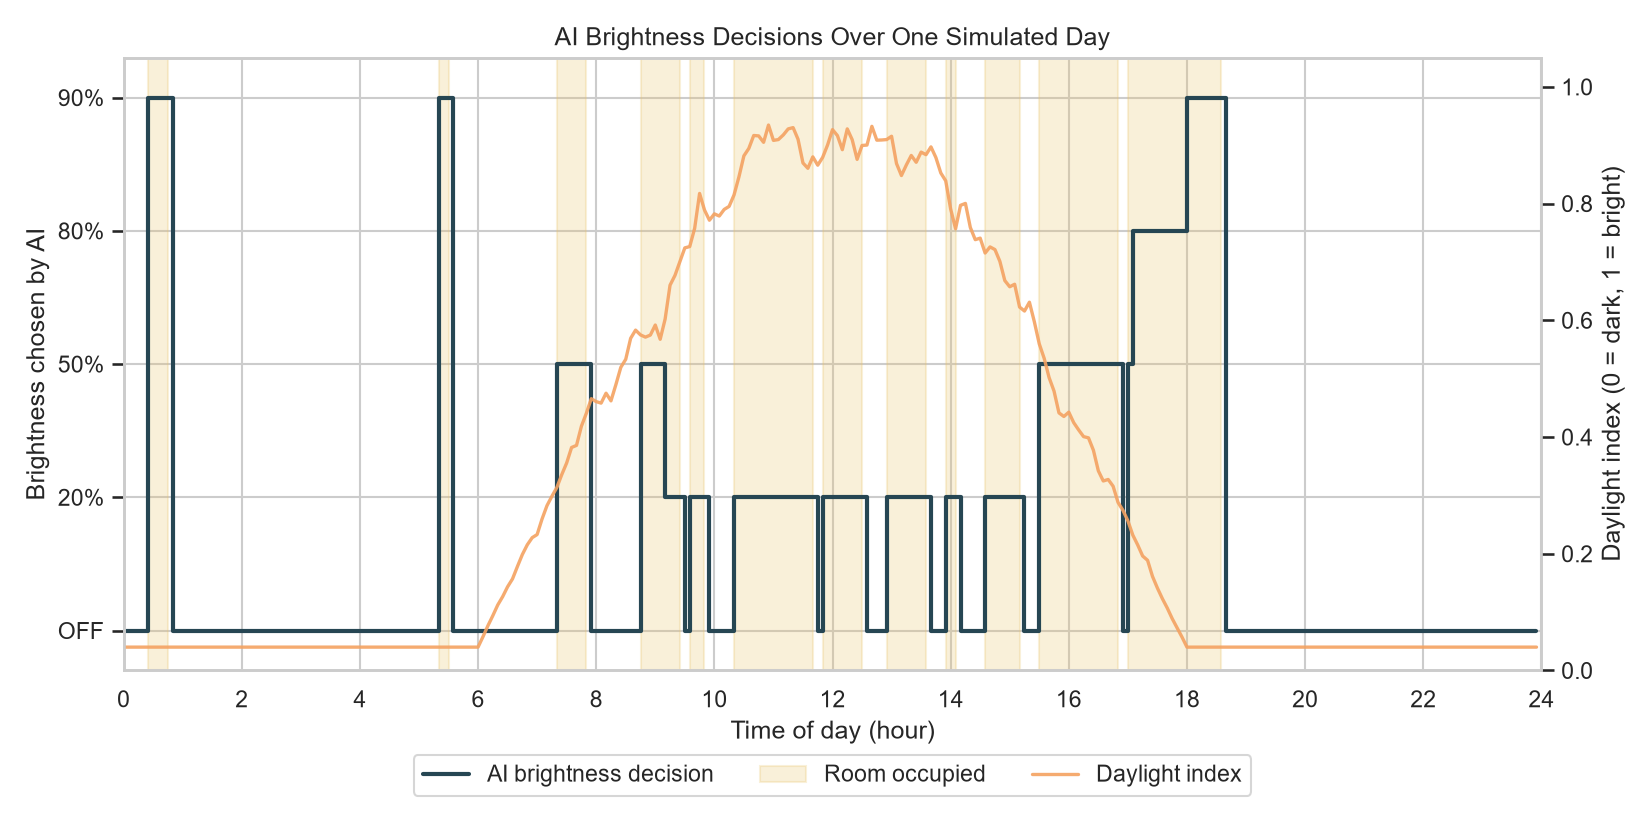 AI Brightness Decisions Over One Simulated Day
Brightness chosen by AI
90%
80%
50%
20%
OFF
1.0
0.8
0.6
0.4
0.2
0.0
Daylight index (0 = dark, 1 = bright)
0 2 4 6 8 10 12 14 16 18 20 22 24
Time of day (hour)
AI brightness decision Room occupied Daylight index